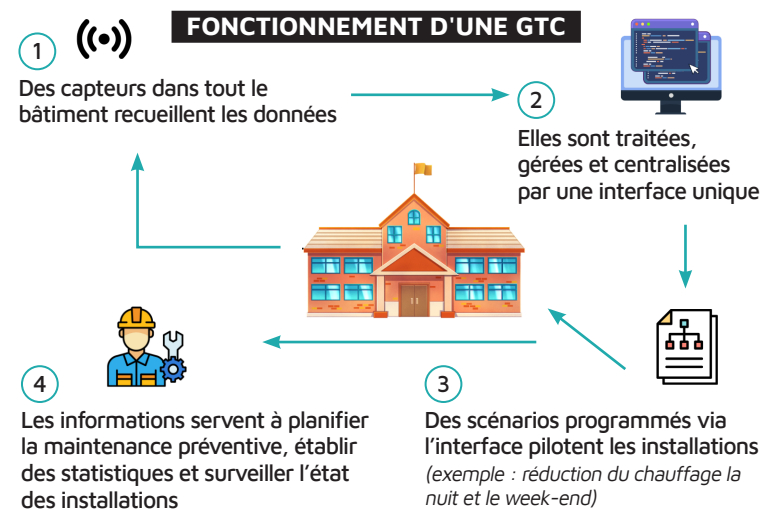 FONCTIONNEMENT D'UNE GTC
1
Des capteurs dans tout le
bâtiment recueillent les données
2
Elles sont traitées,
gérées et centralisées
par une interface unique
3
Des scénarios programmés via
l'interface pilotent les installations
(exemple : réduction du chauffage la
nuit et le week-end)
4
Les informations servent à planifier
la maintenance préventive, établir
des statistiques et surveiller l'état
des installations